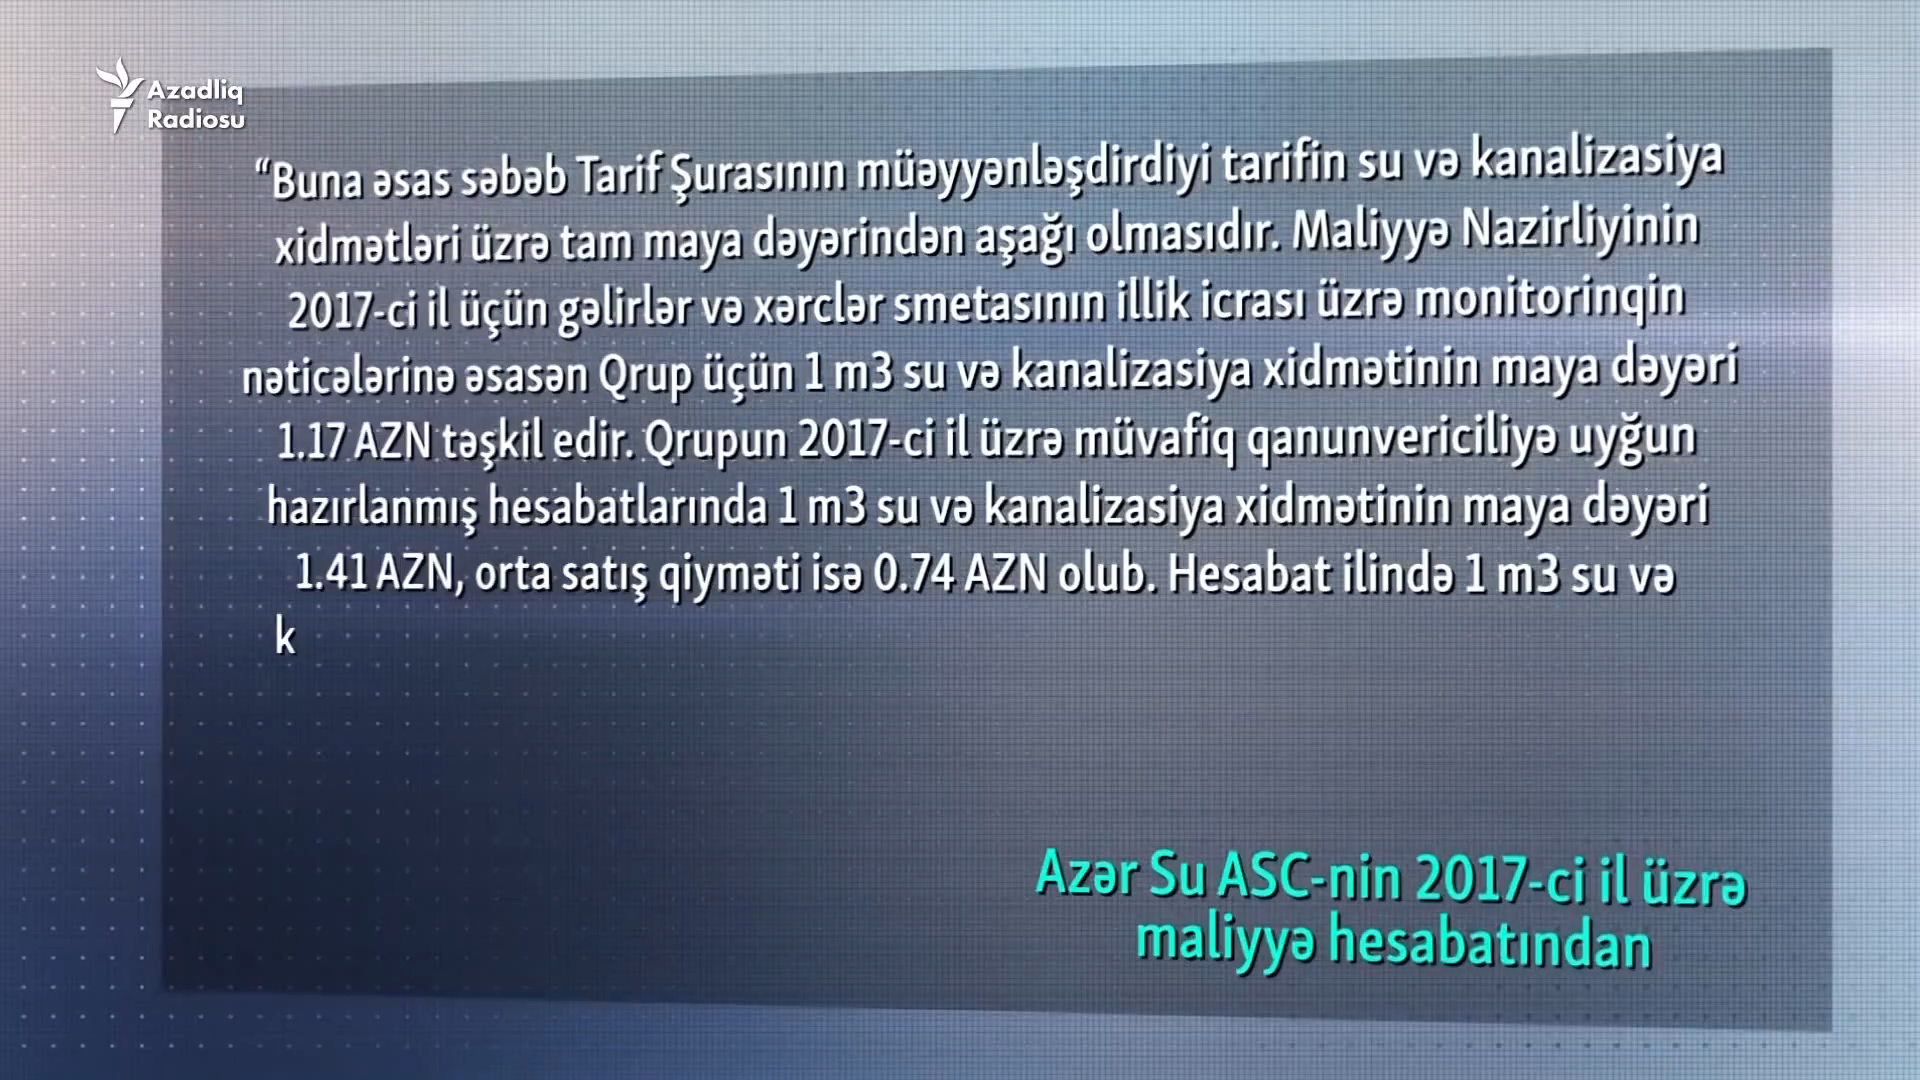 Azadliq
Radiosu
“Buna əsas səbəb Tarif Şurasının müəyyənləşdirdiyi tarifin su və kanalizasiya
xidmətləri üzrə tam maya dəyərindən aşağı olmasıdır. Maliyyə Nazirliyinin
2017-ci il üçün gəlirlər və xərclər smetasının illik icrası üzrə monitorinqin
nəticələrinə əsasən Qrup üçün 1 m3 su və kanalizasiya xidmətinin maya dəyəri
1.17 AZN təşkil edir. Qrupun 2017-ci il üzrə müvafiq qanunvericiliyə uyğun
hazırlanmış hesabatlarında 1 m3 su və kanalizasiya xidmətinin maya dəyəri
1.41 AZN, orta satış qiyməti isə 0.74 AZN olub. Hesabat ilində 1 m3 su və
k
Azər Su ASC-nin 2017-ci il üzrə
maliyyə hesabatından